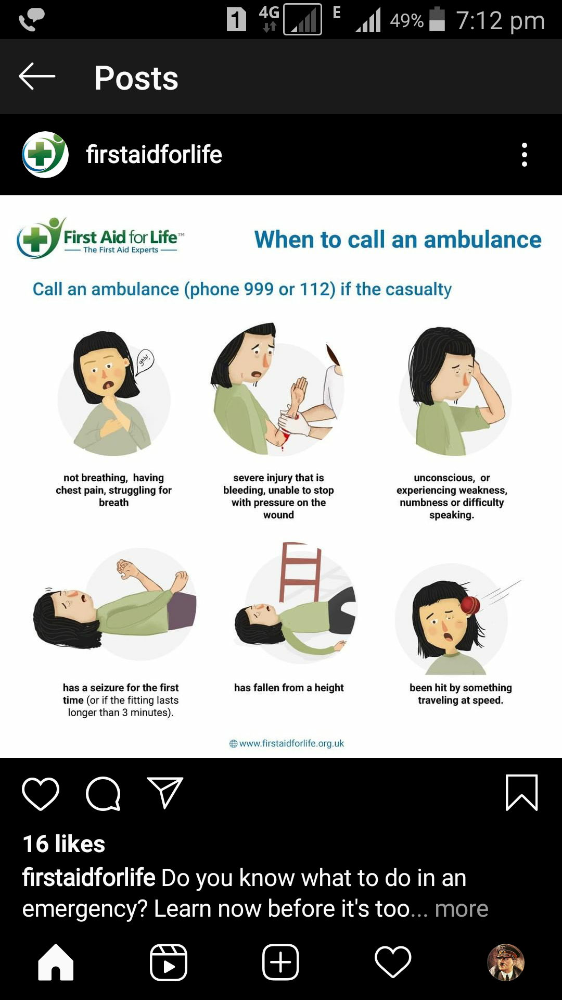 1 4G E 49% 7:12 pm
Posts
firstaidforlife
First Aid for Life™
The First Aid Experts
When to call an ambulance
Call an ambulance (phone 999 or 112) if the casualty
ghh!
not breathing, having
chest pain, struggling for
breath
severe injury that is
bleeding, unable to stop
with pressure on the
wound
unconscious, or
experiencing weakness,
numbness or difficulty
speaking.
has a seizure for the first
time (or if the fitting lasts
longer than 3 minutes).
has fallen from a height
been hit by something
traveling at speed.
www.firstaidforlife.org.uk
16 likes
firstaidforlife Do you know what to do in an
emergency? Learn now before it's too... more